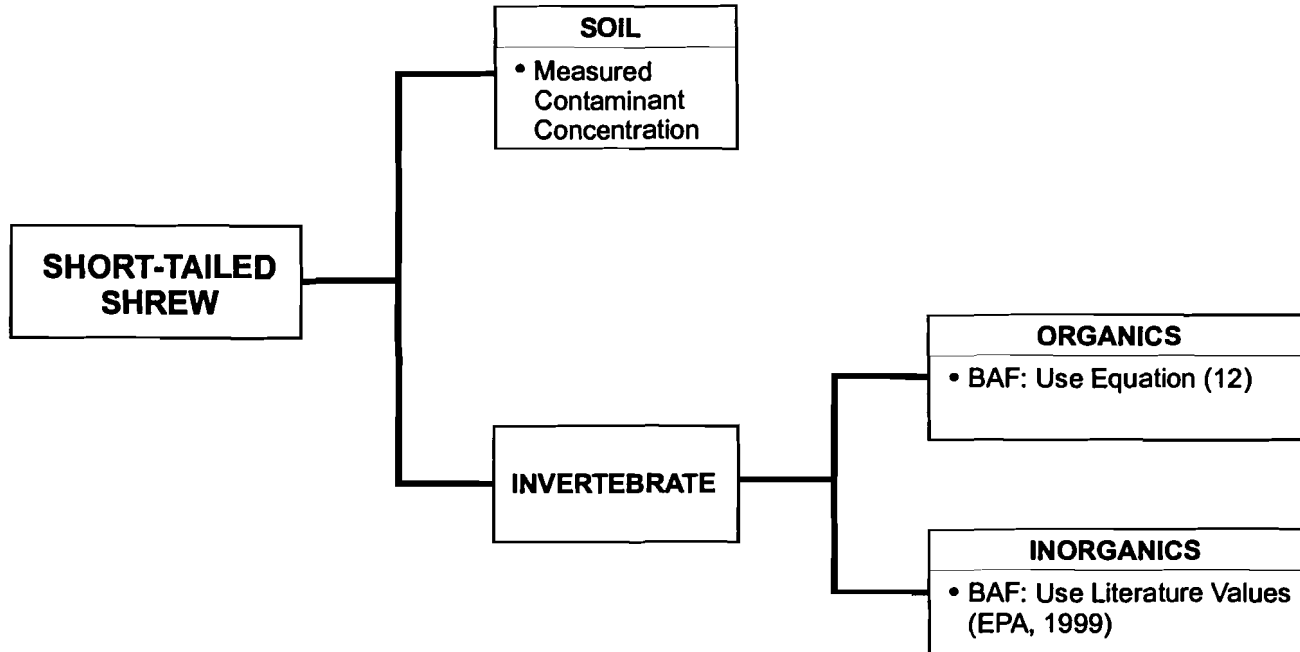 SOIL
• Measured
Contaminant
Concentration
SHORT-TAILED
SHREW
INVERTEBRATE
ORGANICS
• BAF: Use Equation (12)
INORGANICS
• BAF: Use Literature Values
(EPA, 1999)